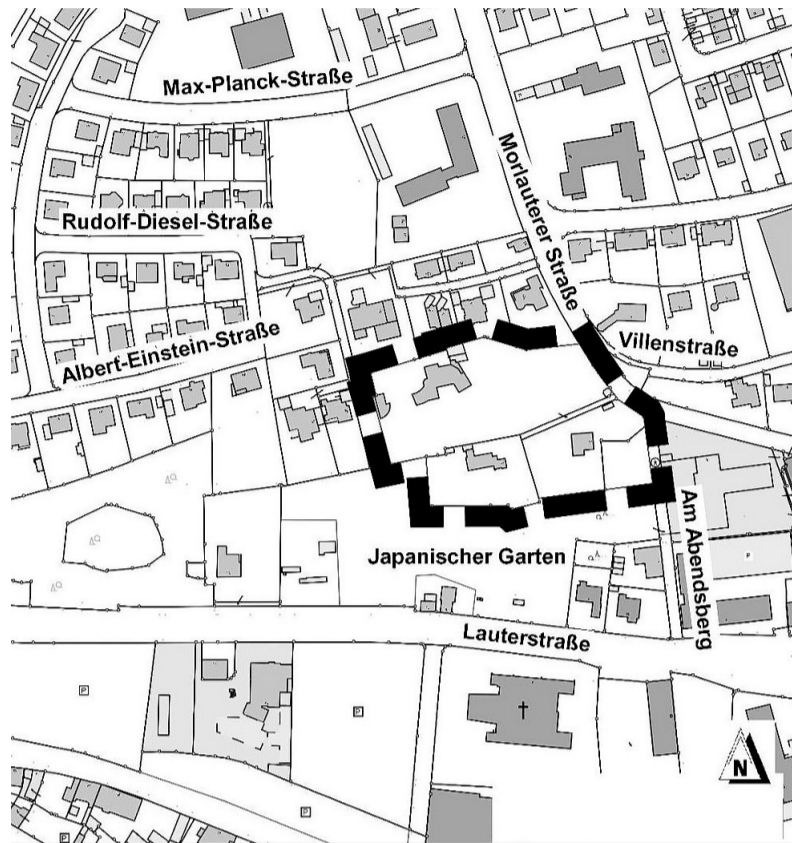 Max-Planck-Straße
Morlauterer Straße
Rudolf-Diesel-Straße
Villenstraße
Albert-Einstein-Straße
Am Abendsberg
Japanischer Garten
Lauterstraße
P
P
P
P
P
N